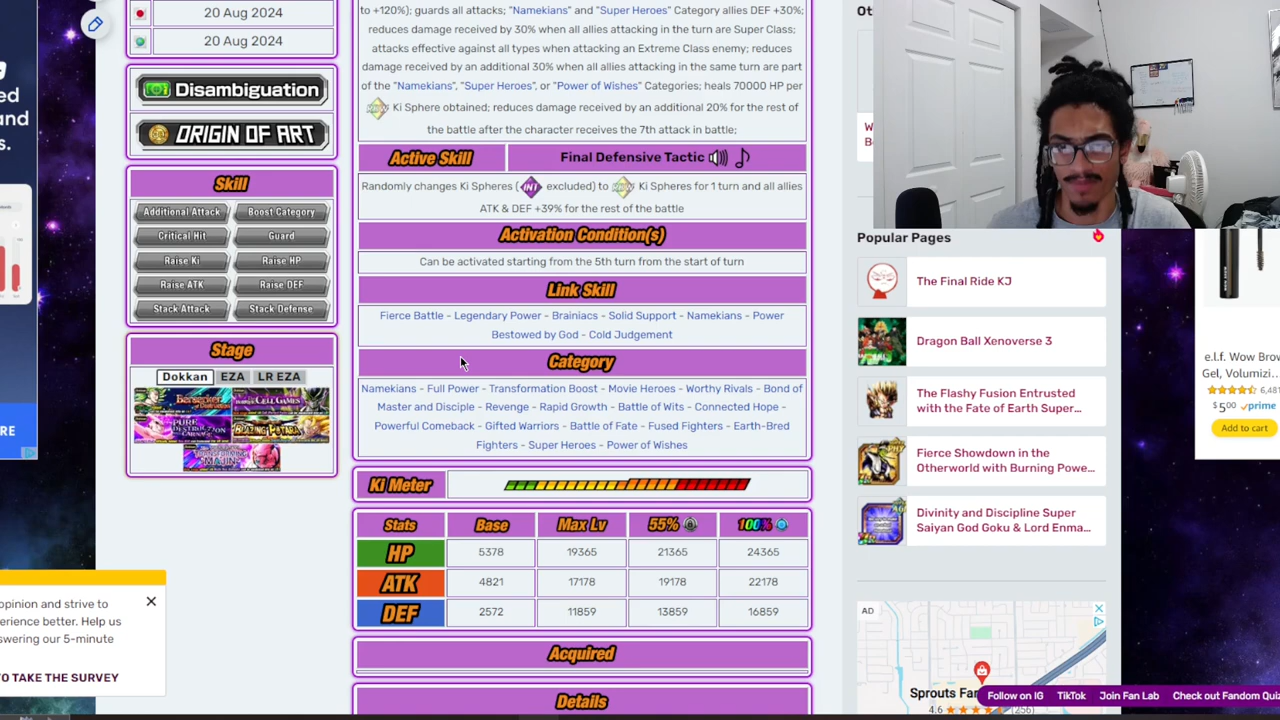 20 Aug 2024
20 Aug 2024
Disambiguation
ORIGIN OF ART
Skill
Additional Attack
Boost Category
Critical Hit
Guard
Raise Ki
Raise HP
Raise ATK
Raise DEF
Stack Attack
Stack Defense
Stage
Dokkan
EZA
LR EZA
to +120%); guards all attacks; "Namekians" and "Super Heroes" Category allies DEF +30%;
reduces damage received by 30% when all allies attacking in the turn are Super Class;
attacks effective against all types when attacking an Extreme Class enemy; reduces
damage received by an additional 30% when all allies attacking in the same turn are part
of the "Namekians", "Super Heroes", or "Power of Wishes" Categories; heals 70000 HP per
Ki Sphere obtained; reduces damage received by an additional 20% for the rest of
the battle after the character receives the 7th attack in battle;
Active Skill
Final Defensive Tactic
Randomly changes Ki Spheres (INT excluded) to Ki Spheres for 1 turn and all allies
ATK & DEF +39% for the rest of the battle
Activation Condition(s)
Can be activated starting from the 5th turn from the start of turn
Link Skill
Fierce Battle - Legendary Power - Brainiacs - Solid Support - Namekians - Power
Bestowed by God - Cold Judgement
Category
Namekians - Full Power - Transformation Boost - Movie Heroes - Worthy Rivals - Bond of
Master and Disciple - Revenge - Rapid Growth - Battle of Wits - Connected Hope -
Powerful Comeback - Gifted Warriors - Battle of Fate - Fused Fighters - Earth-Bred
Fighters - Super Heroes - Power of Wishes
Ki Meter
Stats Base Max Lv 55% 100%
HP 5378 19365 21365 24365
ATK 4821 17178 19178 22178
DEF 2572 11859 13859 16859
Acquired
Details
Ot
W
B
Popular Pages
The Final Ride KJ
Dragon Ball Xenoverse 3
The Flashy Fusion Entrusted
with the Fate of Earth Super...
Fierce Showdown in the
Otherworld with Burning Powe...
Divinity and Discipline Super
Saiyan God Goku & Lord Enma...
AD
Sprouts Far
4.6
(256)
Follow on IG
TikTok
Join Fan Lab
Check out Fandom Quiz
e.l.f. Wow Brow
Gel, Volumizi...
6,481
$5.00 prime
Add to cart
ed
and
s.
RE
opinion and strive to
perience better. Help us
nswering our 5-minute
TO TAKE THE SURVEY